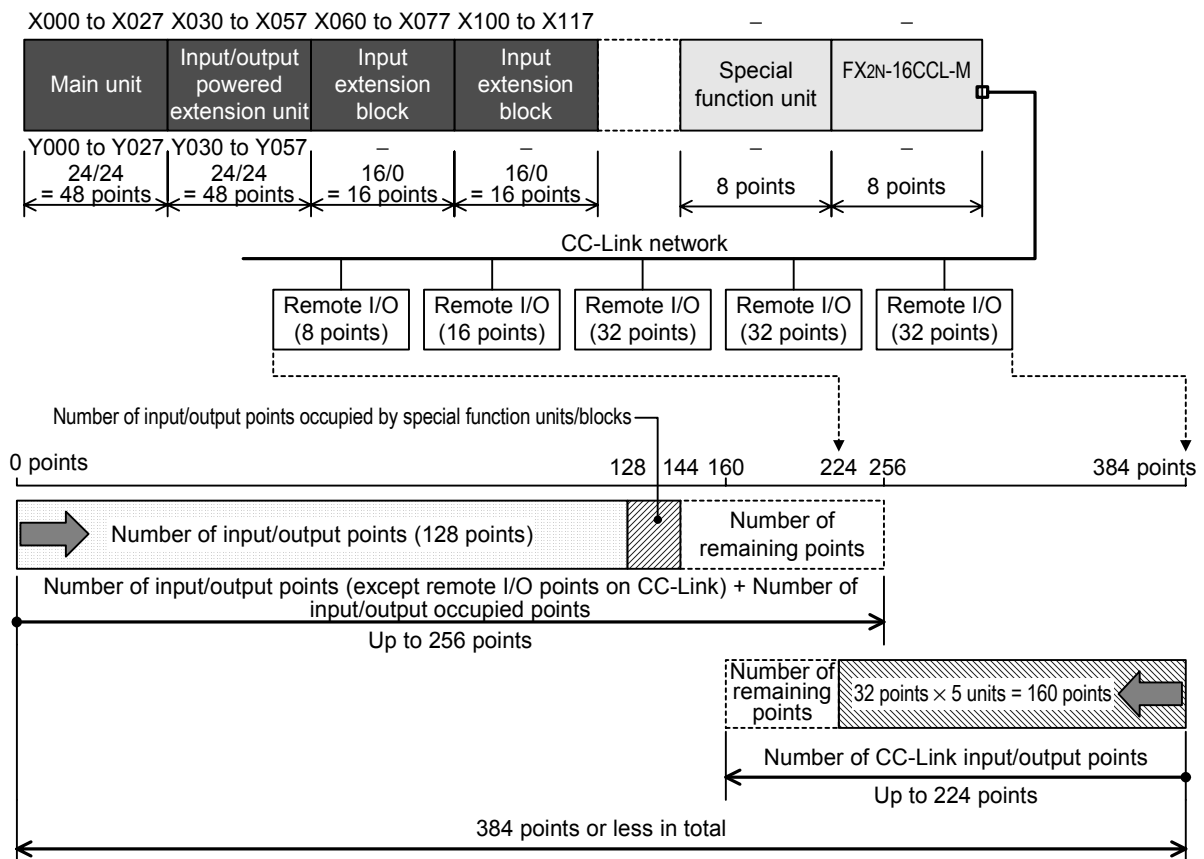 X000 to X027 X030 to X057 X060 to X077 X100 to X117 – –
Main unit
Input/output
powered
extension unit
Input
extension
block
Input
extension
block
Special
function unit
FX2N-16CCL-M
Y000 to Y027 Y030 to Y057 – – – –
24/24
= 48 points
24/24
= 48 points
16/0
= 16 points
16/0
= 16 points
8 points
8 points
CC-Link network
Remote I/O
(8 points)
Remote I/O
(16 points)
Remote I/O
(32 points)
Remote I/O
(32 points)
Remote I/O
(32 points)
Number of input/output points occupied by special function units/blocks
0 points 128 144 160 224 256 384 points
Number of input/output points (128 points)
Number of
remaining points
Number of input/output points (except remote I/O points on CC-Link) + Number of
input/output occupied points
Up to 256 points
Number of
remaining
points
32 points × 5 units = 160 points
Number of CC-Link input/output points
Up to 224 points
384 points or less in total